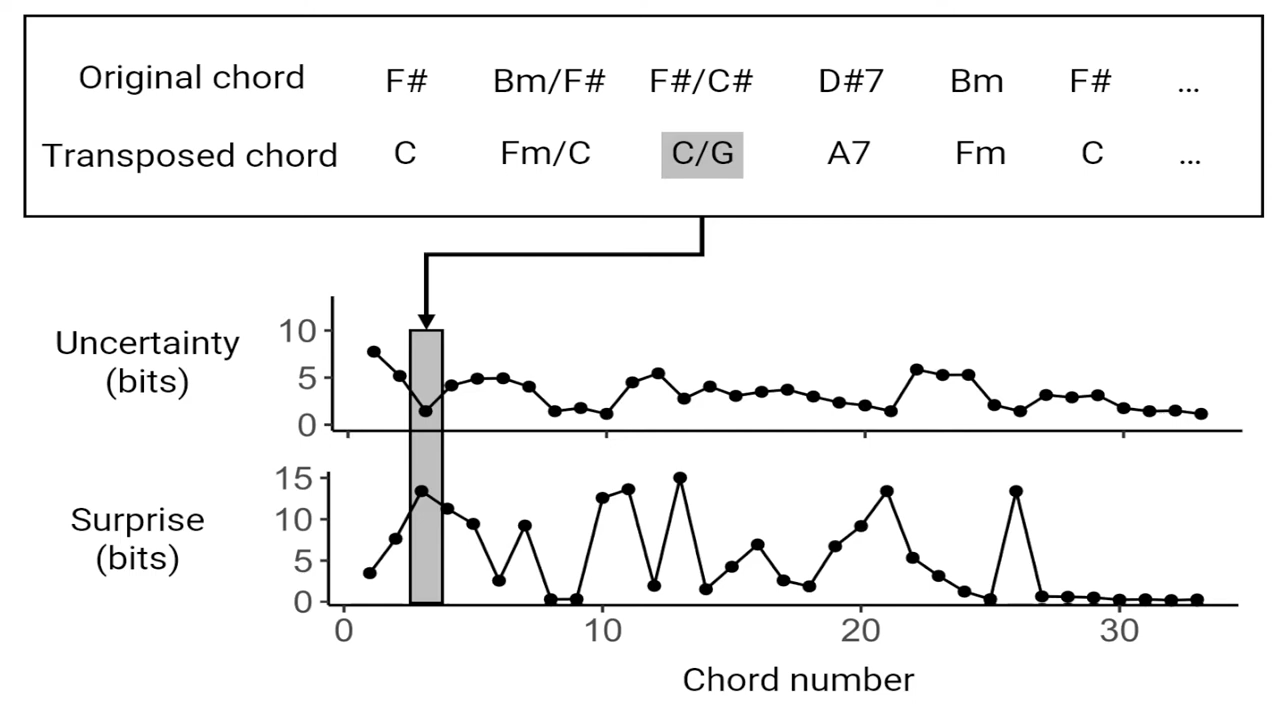 Original chord F# Bm/F# F#/C# D#7 Bm F# ...
Transposed chord C Fm/C C/G A7 Fm C ...
Uncertainty
(bits)
10
5
0
Surprise
(bits)
15
10
5
0
0 10 20 30
Chord number